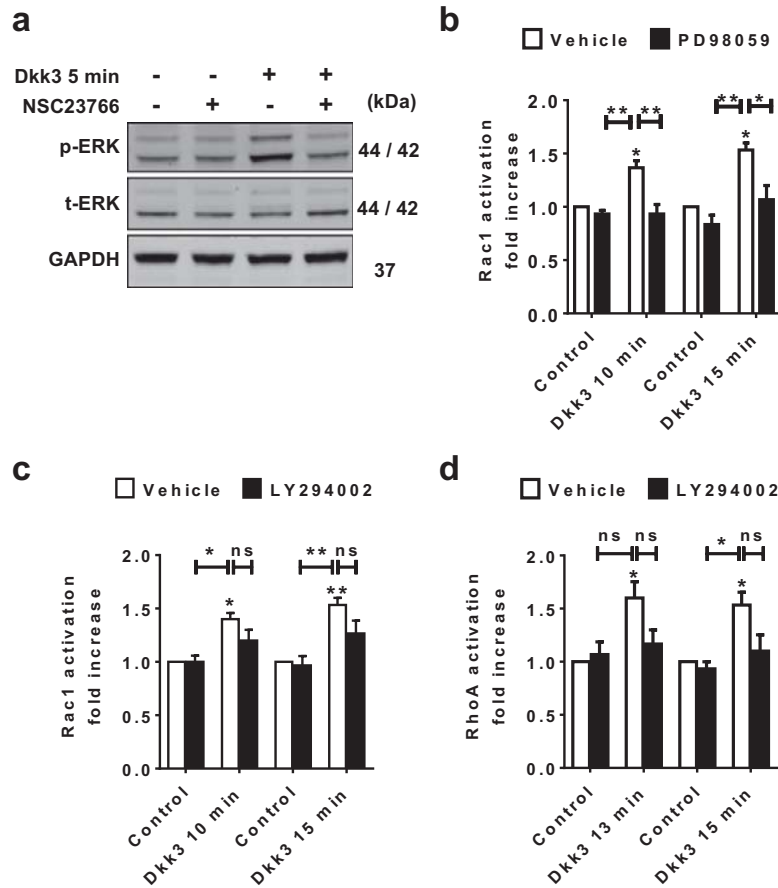 a
Dkk3 5 min - - + +
NSC23766 - + - + (kDa)
p-ERK 44 / 42
t-ERK 44 / 42
GAPDH 37
b
Vehicle PD98059
** ** ** *
* *
Rac1 activation
fold increase
2.0
1.5
1.0
0.5
0.0
Control
Dkk3 10 min
Control
Dkk3 15 min
c
Vehicle LY294002
* ns ** ns
* **
Rac1 activation
fold increase
2.0
1.5
1.0
0.5
0.0
Control
Dkk3 10 min
Control
Dkk3 15 min
d
Vehicle LY294002
ns ns * ns
* *
RhoA activation
fold increase
2.0
1.5
1.0
0.5
0.0
Control
Dkk3 13 min
Control
Dkk3 15 min